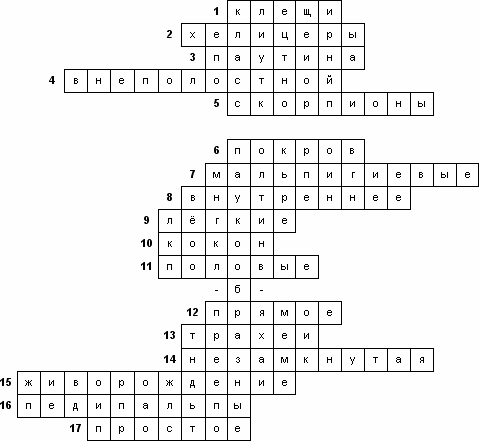 1 клещи
2 хелицеры
3 паутина
4 внеполостной
5 скорпионы
6 покров
7 мальпигиевые
8 внутреннее
9 лёгкие
10 кокон
11 половые
- б -
12 прямое
13 трахеи
14 незамкнутая
15 живорождение
16 педипальпы
17 простое